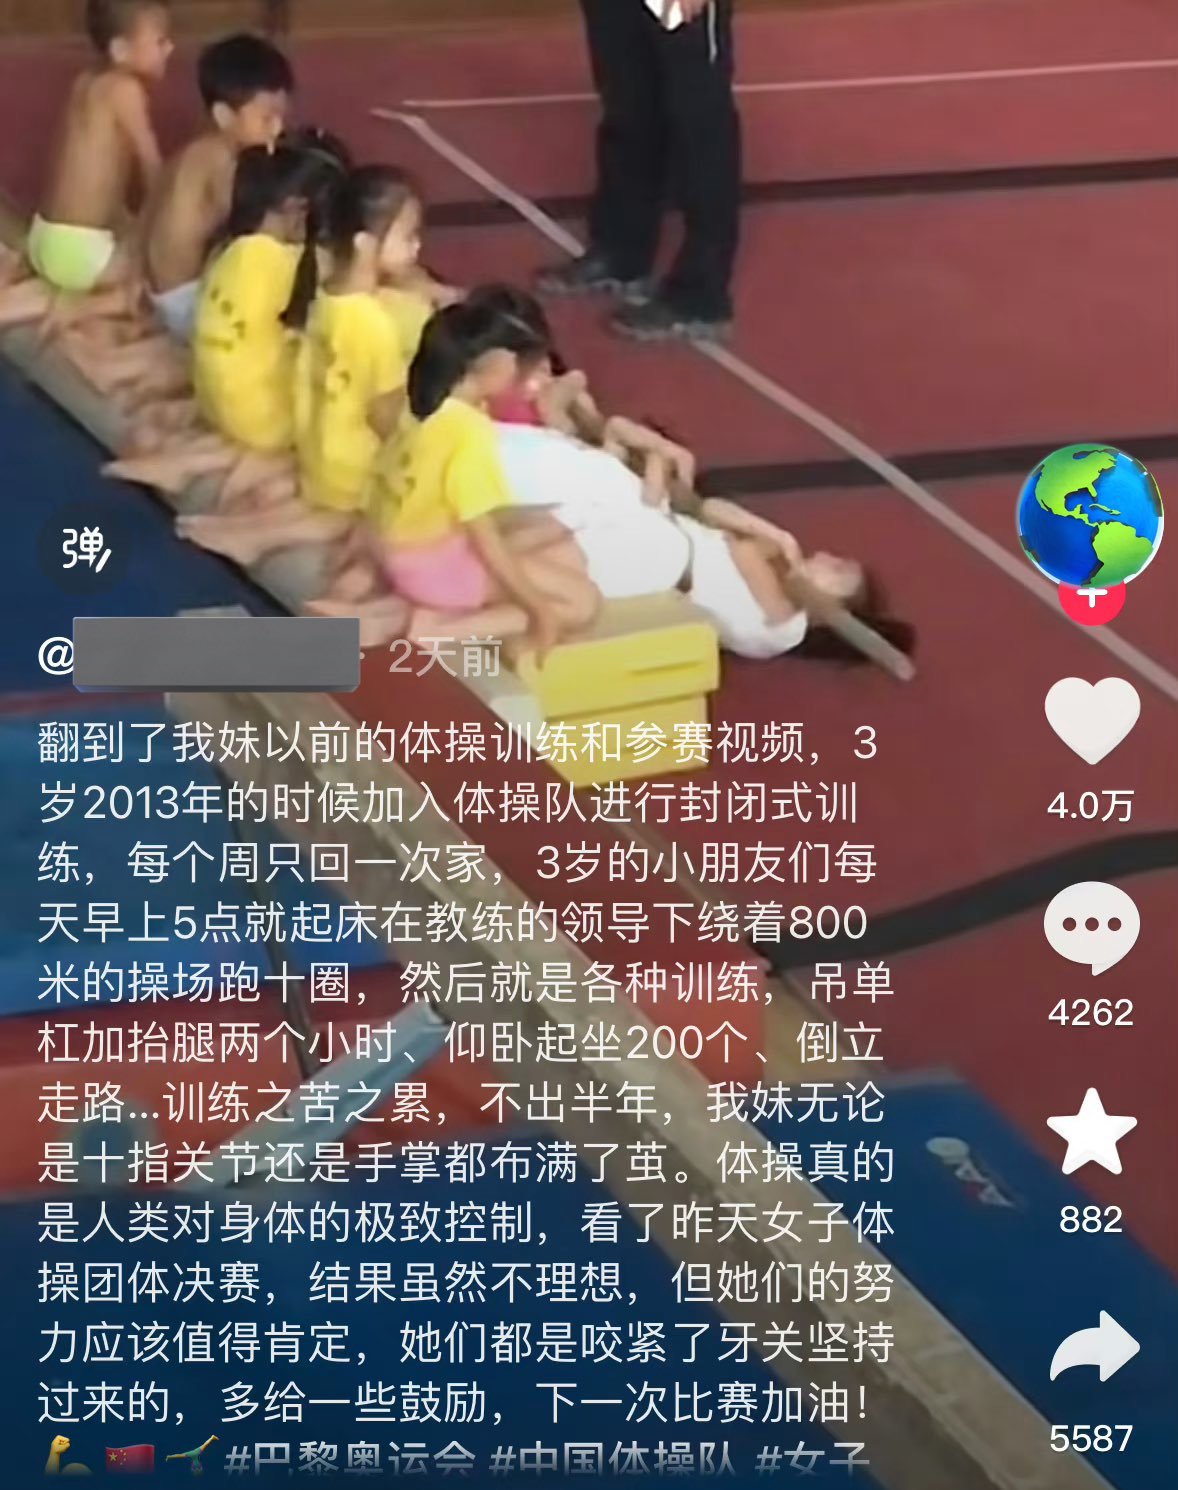 弹
@
· 2天前
翻到了我妹以前的体操训练和参赛视频，3
岁2013年的时候加入体操队进行封闭式训
练，每个周只回一次家，3岁的小朋友们每
天早上5点就起床在教练的领导下绕着800
米的操场跑十圈，然后就是各种训练，吊单
杠加抬腿两个小时、仰卧起坐200个、倒立
走路...训练之苦之累，不出半年，我妹无论
是十指关节还是手掌都布满了茧。体操真的
是人类对身体的极致控制，看了昨天女子体
操团体决赛，结果虽然不理想，但她们的努
力应该值得肯定，她们都是咬紧了牙关坚持
过来的，多给一些鼓励，下一次比赛加油！
💪🇨🇳🤸#巴黎奥运会 #中国体操队 #女子
4.0万
4262
882
5587